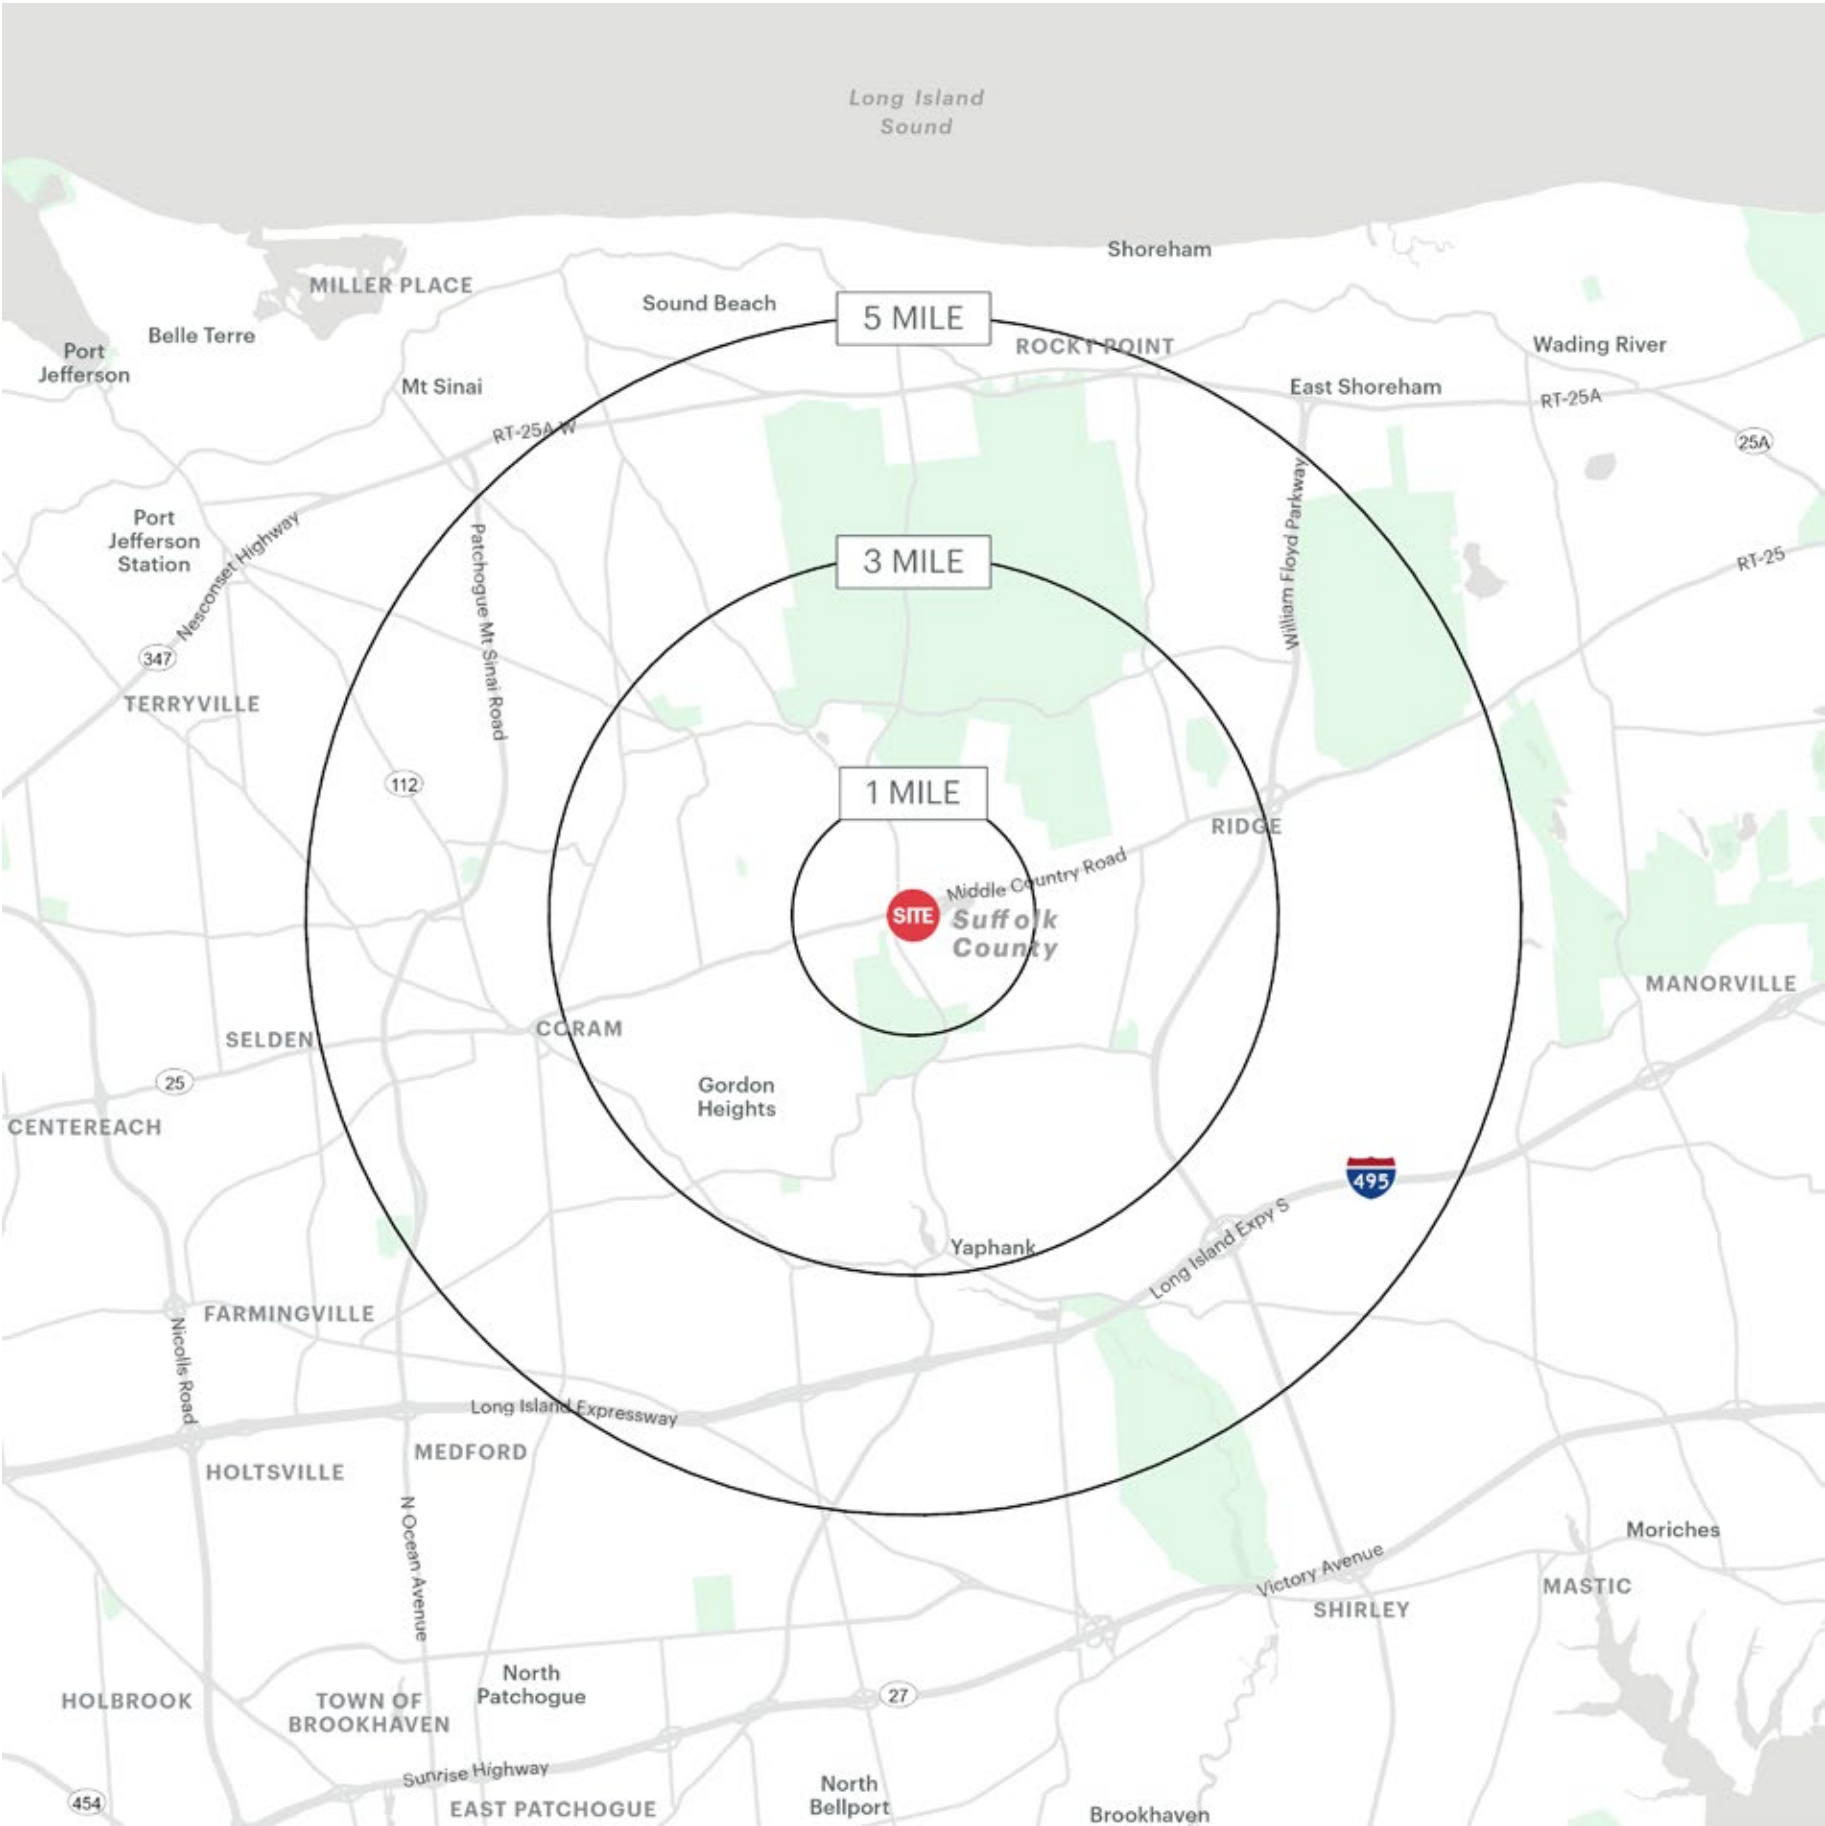 Long Island
Sound
Shoreham
MILLER PLACE
Sound Beach
5 MILE
Belle Terre
ROCKY POINT
Wading River
Port
Jefferson
Mt Sinai
East Shoreham
RT-25A
RT-25A W
25A
William Floyd Parkway
Port
Jefferson
Station
Nesconset Highway
Patchogue Mt Sinai Road
3 MILE
RT-25
347
TERRYVILLE
112
1 MILE
RIDGE
Middle Country Road
SITE
Suffolk
County
MANORVILLE
SELDEN
CORAM
25
Gordon
Heights
CENTEREACH
495
Long Island Expy S
Yaphank
FARMINGVILLE
Nicolls Road
Long Island Expressway
MEDFORD
HOLTSVILLE
N Ocean Avenue
Moriches
Victory Avenue
MASTIC
SHIRLEY
North
Patchogue
HOLBROOK
TOWN OF
BROOKHAVEN
27
Sunrise Highway
454
EAST PATCHOGUE
North
Bellport
Brookhaven